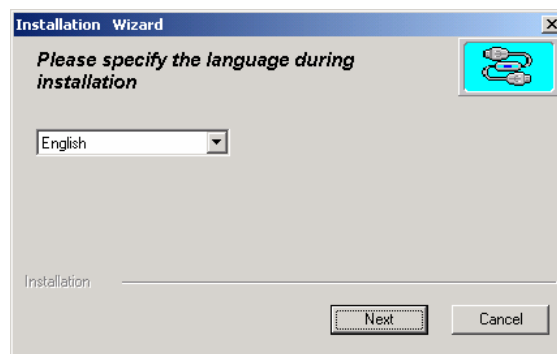 Installation Wizard
Please specify the language during
installation
English
Installation
Next
Cancel